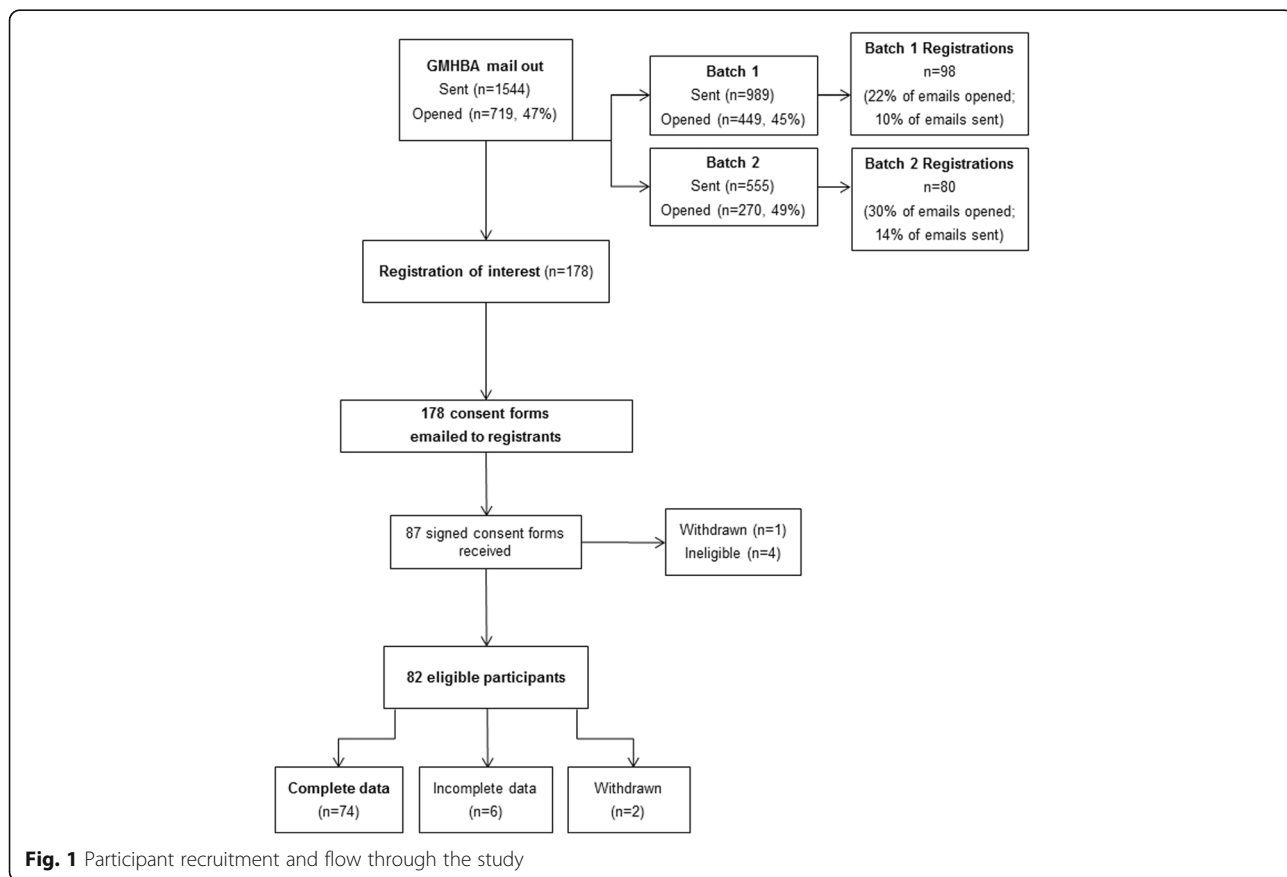 GMHBA mail out
Sent (n=1544)
Opened (n=719, 47%)
Batch 1
Sent (n=989)
Opened (n=449, 45%)
Batch 1 Registrations
n=98
(22% of emails opened;
10% of emails sent)
Batch 2
Sent (n=555)
Opened (n=270, 49%)
Batch 2 Registrations
n=80
(30% of emails opened;
14% of emails sent)
Registration of interest (n=178)
178 consent forms
emailed to registrants
87 signed consent forms
received
Withdrawn (n=1)
Ineligible (n=4)
82 eligible participants
Complete data
(n=74)
Incomplete data
(n=6)
Withdrawn
(n=2)
Fig. 1 Participant recruitment and flow through the study